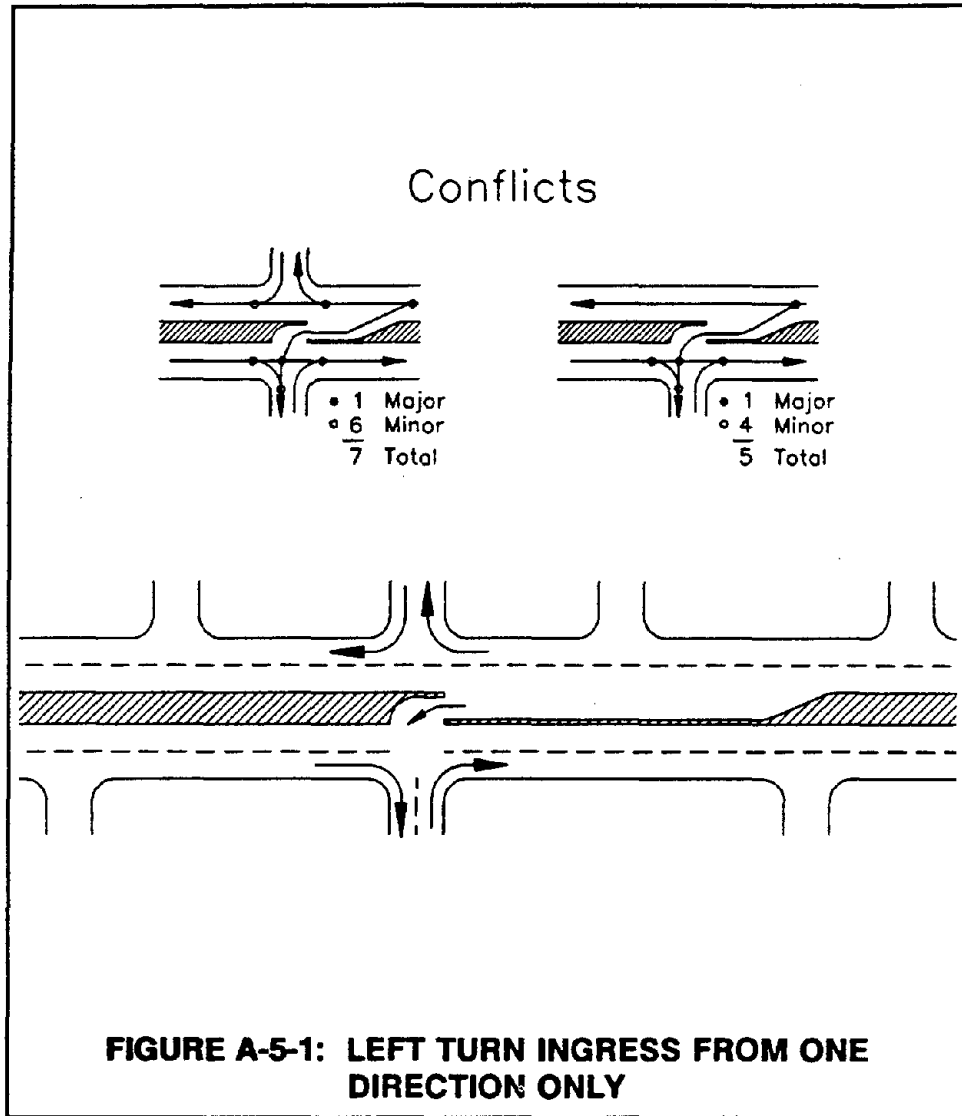 Conflicts
• 1 Major
o 6 Minor
7 Total
• 1 Major
o 4 Minor
5 Total
FIGURE A-5-1: LEFT TURN INGRESS FROM ONE
DIRECTION ONLY